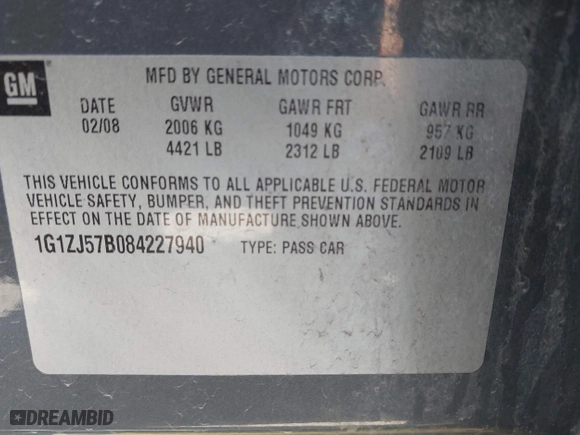 GM
MFD BY GENERAL MOTORS CORP.
DATE GVWR GAWR FRT GAWR RR
02/08 2006 KG 1049 KG 957 KG
4421 LB 2312 LB 2109 LB
THIS VEHICLE CONFORMS TO ALL APPLICABLE U.S. FEDERAL MOTOR
VEHICLE SAFETY, BUMPER, AND THEFT PREVENTION STANDARDS IN
EFFECT ON THE DATE OF MANUFACTURE SHOWN ABOVE.
1G1ZJ57B084227940 TYPE: PASS CAR
DREAMBID